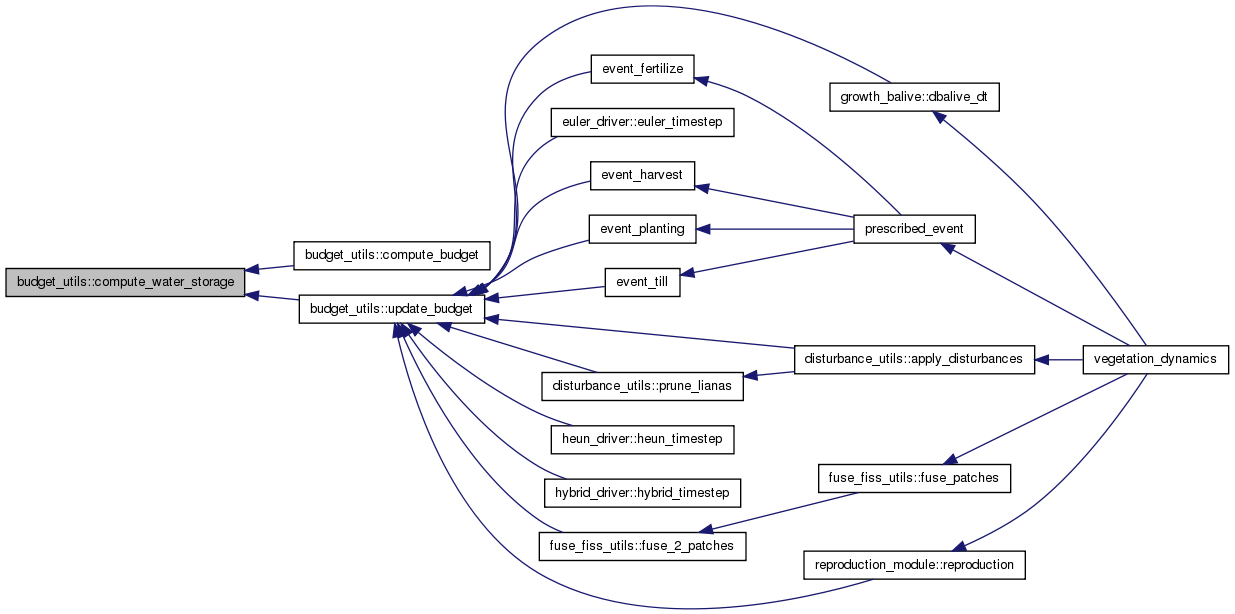 event_fertilize
growth_balive::dbalive_dt
euler_driver::euler_timestep
event_harvest
event_planting
prescribed_event
budget_utils::compute_budget
budget_utils::compute_water_storage
event_till
budget_utils::update_budget
disturbance_utils::apply_disturbances
vegetation_dynamics
disturbance_utils::prune_lianas
heun_driver::heun_timestep
fuse_fiss_utils::fuse_patches
hybrid_driver::hybrid_timestep
fuse_fiss_utils::fuse_2_patches
reproduction_module::reproduction